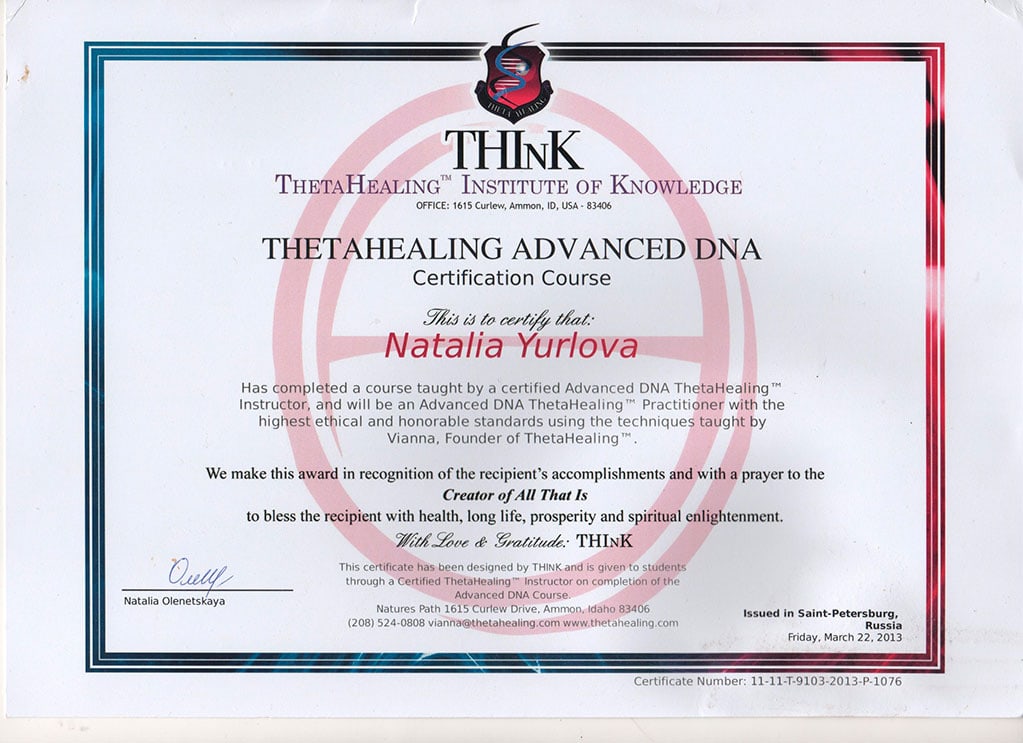 THETA HEALING
THInK
THETAHEALING™ INSTITUTE OF KNOWLEDGE
OFFICE: 1615 Curlew, Ammon, ID, USA - 83406
THETAHEALING ADVANCED DNA
Certification Course
This is to certify that:
Natalia Yurlova
Has completed a course taught by a certified Advanced DNA ThetaHealing™
Instructor, and will be an Advanced DNA ThetaHealing™ Practitioner with the
highest ethical and honorable standards using the techniques taught by
Vianna, Founder of ThetaHealing™.
We make this award in recognition of the recipient's accomplishments and with a prayer to the
Creator of All That Is
to bless the recipient with health, long life, prosperity and spiritual enlightenment.
With Love & Gratitude: THInK
This certificate has been designed by THInK and is given to students
through a Certified ThetaHealing™ Instructor on completion of the
Advanced DNA Course.
Natures Path 1615 Curlew Drive, Ammon, Idaho 83406
(208) 524-0808 vianna@thetahealing.com www.thetahealing.com
Natalia Olenetskaya
Issued in Saint-Petersburg,
Russia
Friday, March 22, 2013
Certificate Number: 11-11-T-9103-2013-P-1076